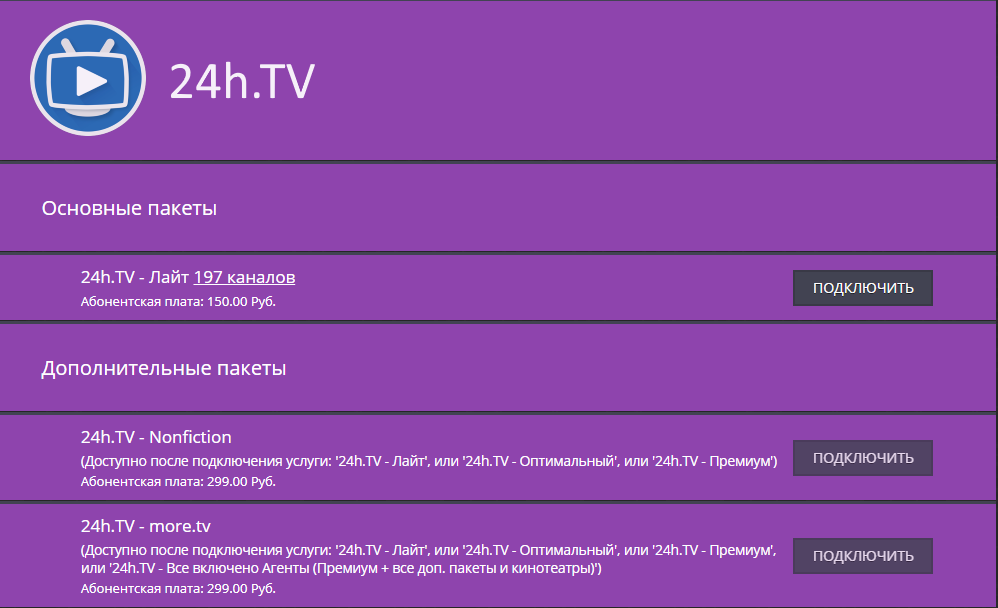 24h.TV
Основные пакеты
24h.TV - Лайт 197 каналов
Абонентская плата: 150.00 Руб.
ПОДКЛЮЧИТЬ
Дополнительные пакеты
24h.TV - Nonfiction
(Доступно после подключения услуги: '24h.TV - Лайт', или '24h.TV - Оптимальный', или '24h.TV - Премиум')
Абонентская плата: 299.00 Руб.
ПОДКЛЮЧИТЬ
24h.TV - more.tv
(Доступно после подключения услуги: '24h.TV - Лайт', или '24h.TV - Оптимальный', или '24h.TV - Премиум',
или '24h.TV - Все включено Агенты (Премиум + все доп. пакеты и кинотеатры)')
Абонентская плата: 299.00 Руб.
ПОДКЛЮЧИТЬ